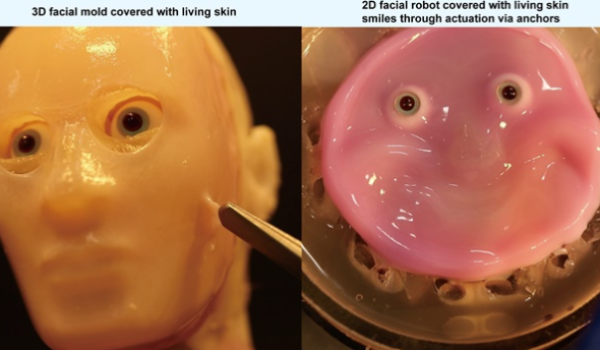 3D facial mold covered with living skin
2D facial robot covered with living skin
smiles through actuation via anchors